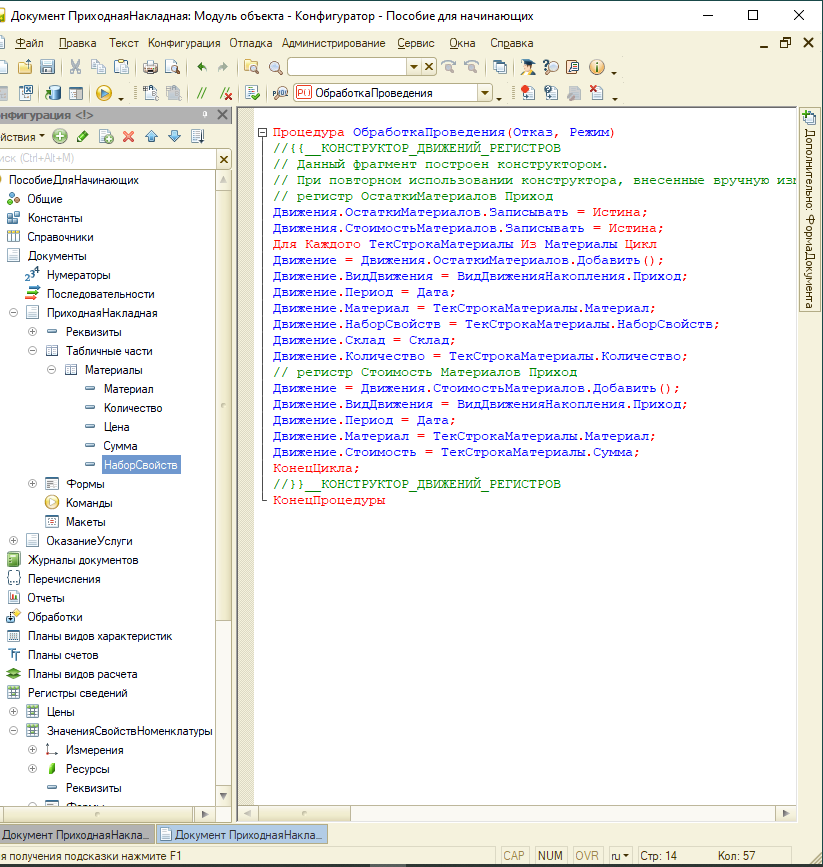 Документ ПриходнаяНакладная: Модуль объекта - Конфигуратор - Пособие для начинающих
Файл Правка Текст Конфигурация Отладка Администрирование Сервис Окна Справка
ОбработкаПроведения
нфигурация <!>
йствия
иск (Ctrl+Alt+M)
ПособиеДляНачинающих
Общие
Константы
Справочники
Документы
Нумераторы
Последовательности
ПриходнаяНакладная
Реквизиты
Табличные части
Материалы
Материал
Количество
Цена
Сумма
НаборСвойств
Формы
Команды
Макеты
ОказаниеУслуги
Журналы документов
Перечисления
Отчеты
Обработки
Планы видов характеристик
Планы счетов
Планы видов расчета
Регистры сведений
Цены
ЗначенияСвойствНоменклатуры
Измерения
Ресурсы
Реквизиты
Формы
Процедура ОбработкаПроведения(Отказ, Режим)
//{{__КОНСТРУКТОР_ДВИЖЕНИЙ_РЕГИСТРОВ
// Данный фрагмент построен конструктором.
// При повторном использовании конструктора, внесенные вручную изм
// регистр ОстаткиМатериалов Приход
Движения.ОстаткиМатериалов.Записывать = Истина;
Движения.СтоимостьМатериалов.Записывать = Истина;
Для Каждого ТекСтрокаМатериалы Из Материалы Цикл
Движение = Движения.ОстаткиМатериалов.Добавить();
Движение.ВидДвижения = ВидДвиженияНакопления.Приход;
Движение.Период = Дата;
Движение.Материал = ТекСтрокаМатериалы.Материал;
Движение.НаборСвойств = ТекСтрокаМатериалы.НаборСвойств;
Движение.Склад = Склад;
Движение.Количество = ТекСтрокаМатериалы.Количество;
// регистр Стоимость Материалов Приход
Движение = Движения.СтоимостьМатериалов.Добавить();
Движение.ВидДвижения = ВидДвиженияНакопления.Приход;
Движение.Период = Дата;
Движение.Материал = ТекСтрокаМатериалы.Материал;
Движение.Стоимость = ТекСтрокаМатериалы.Сумма;
КонецЦикла;
//}}__КОНСТРУКТОР_ДВИЖЕНИЙ_РЕГИСТРОВ
КонецПроцедуры
Дополнительно: ФормаДокумента
Документ ПриходнаяНакла... Документ ПриходнаяНакла...
я получения подсказки нажмите F1 CAP NUM OVR ru Стр: 14 Кол: 57